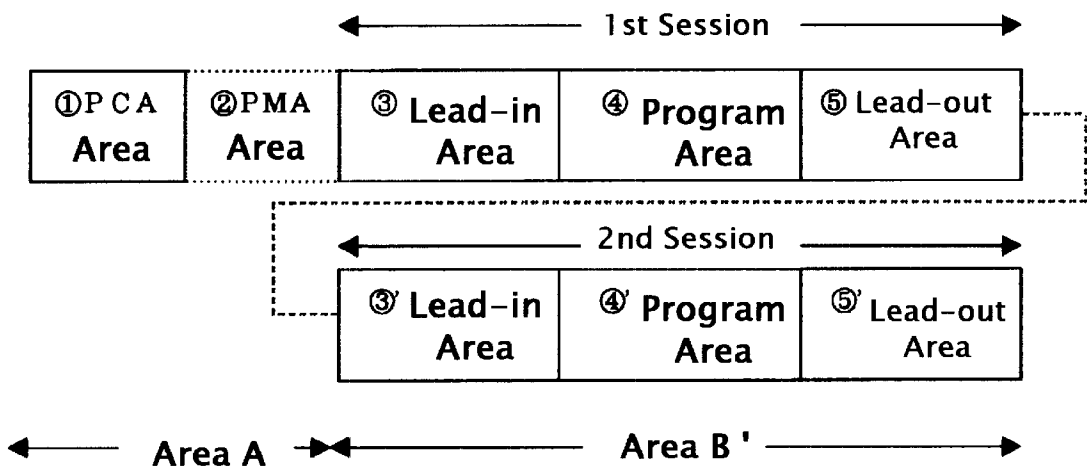 1st Session
①PCA Area
②PMA Area
③ Lead-in Area
④ Program Area
⑤ Lead-out Area
2nd Session
③' Lead-in Area
④' Program Area
⑤' Lead-out Area
Area A
Area B'